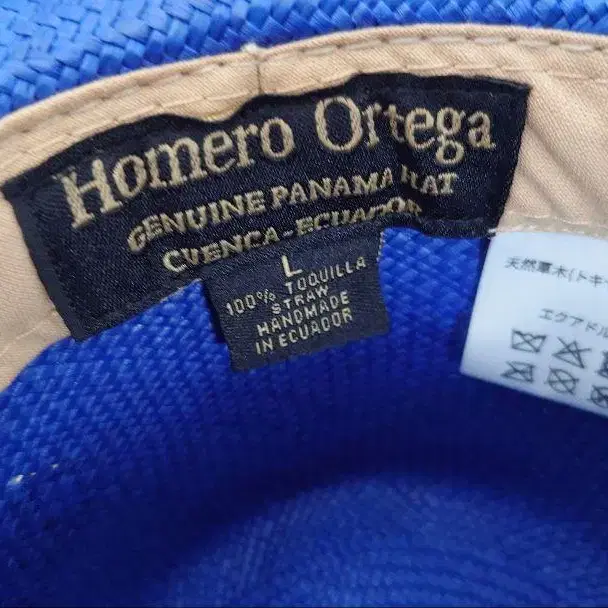 Homero Ortega
GENUINE PANAMA HAT
CUENCA-ECUADOR
L
100% TOQUILLA
STRAW
HANDMADE
IN ECUADOR
天然草木(トキ
エクアドル